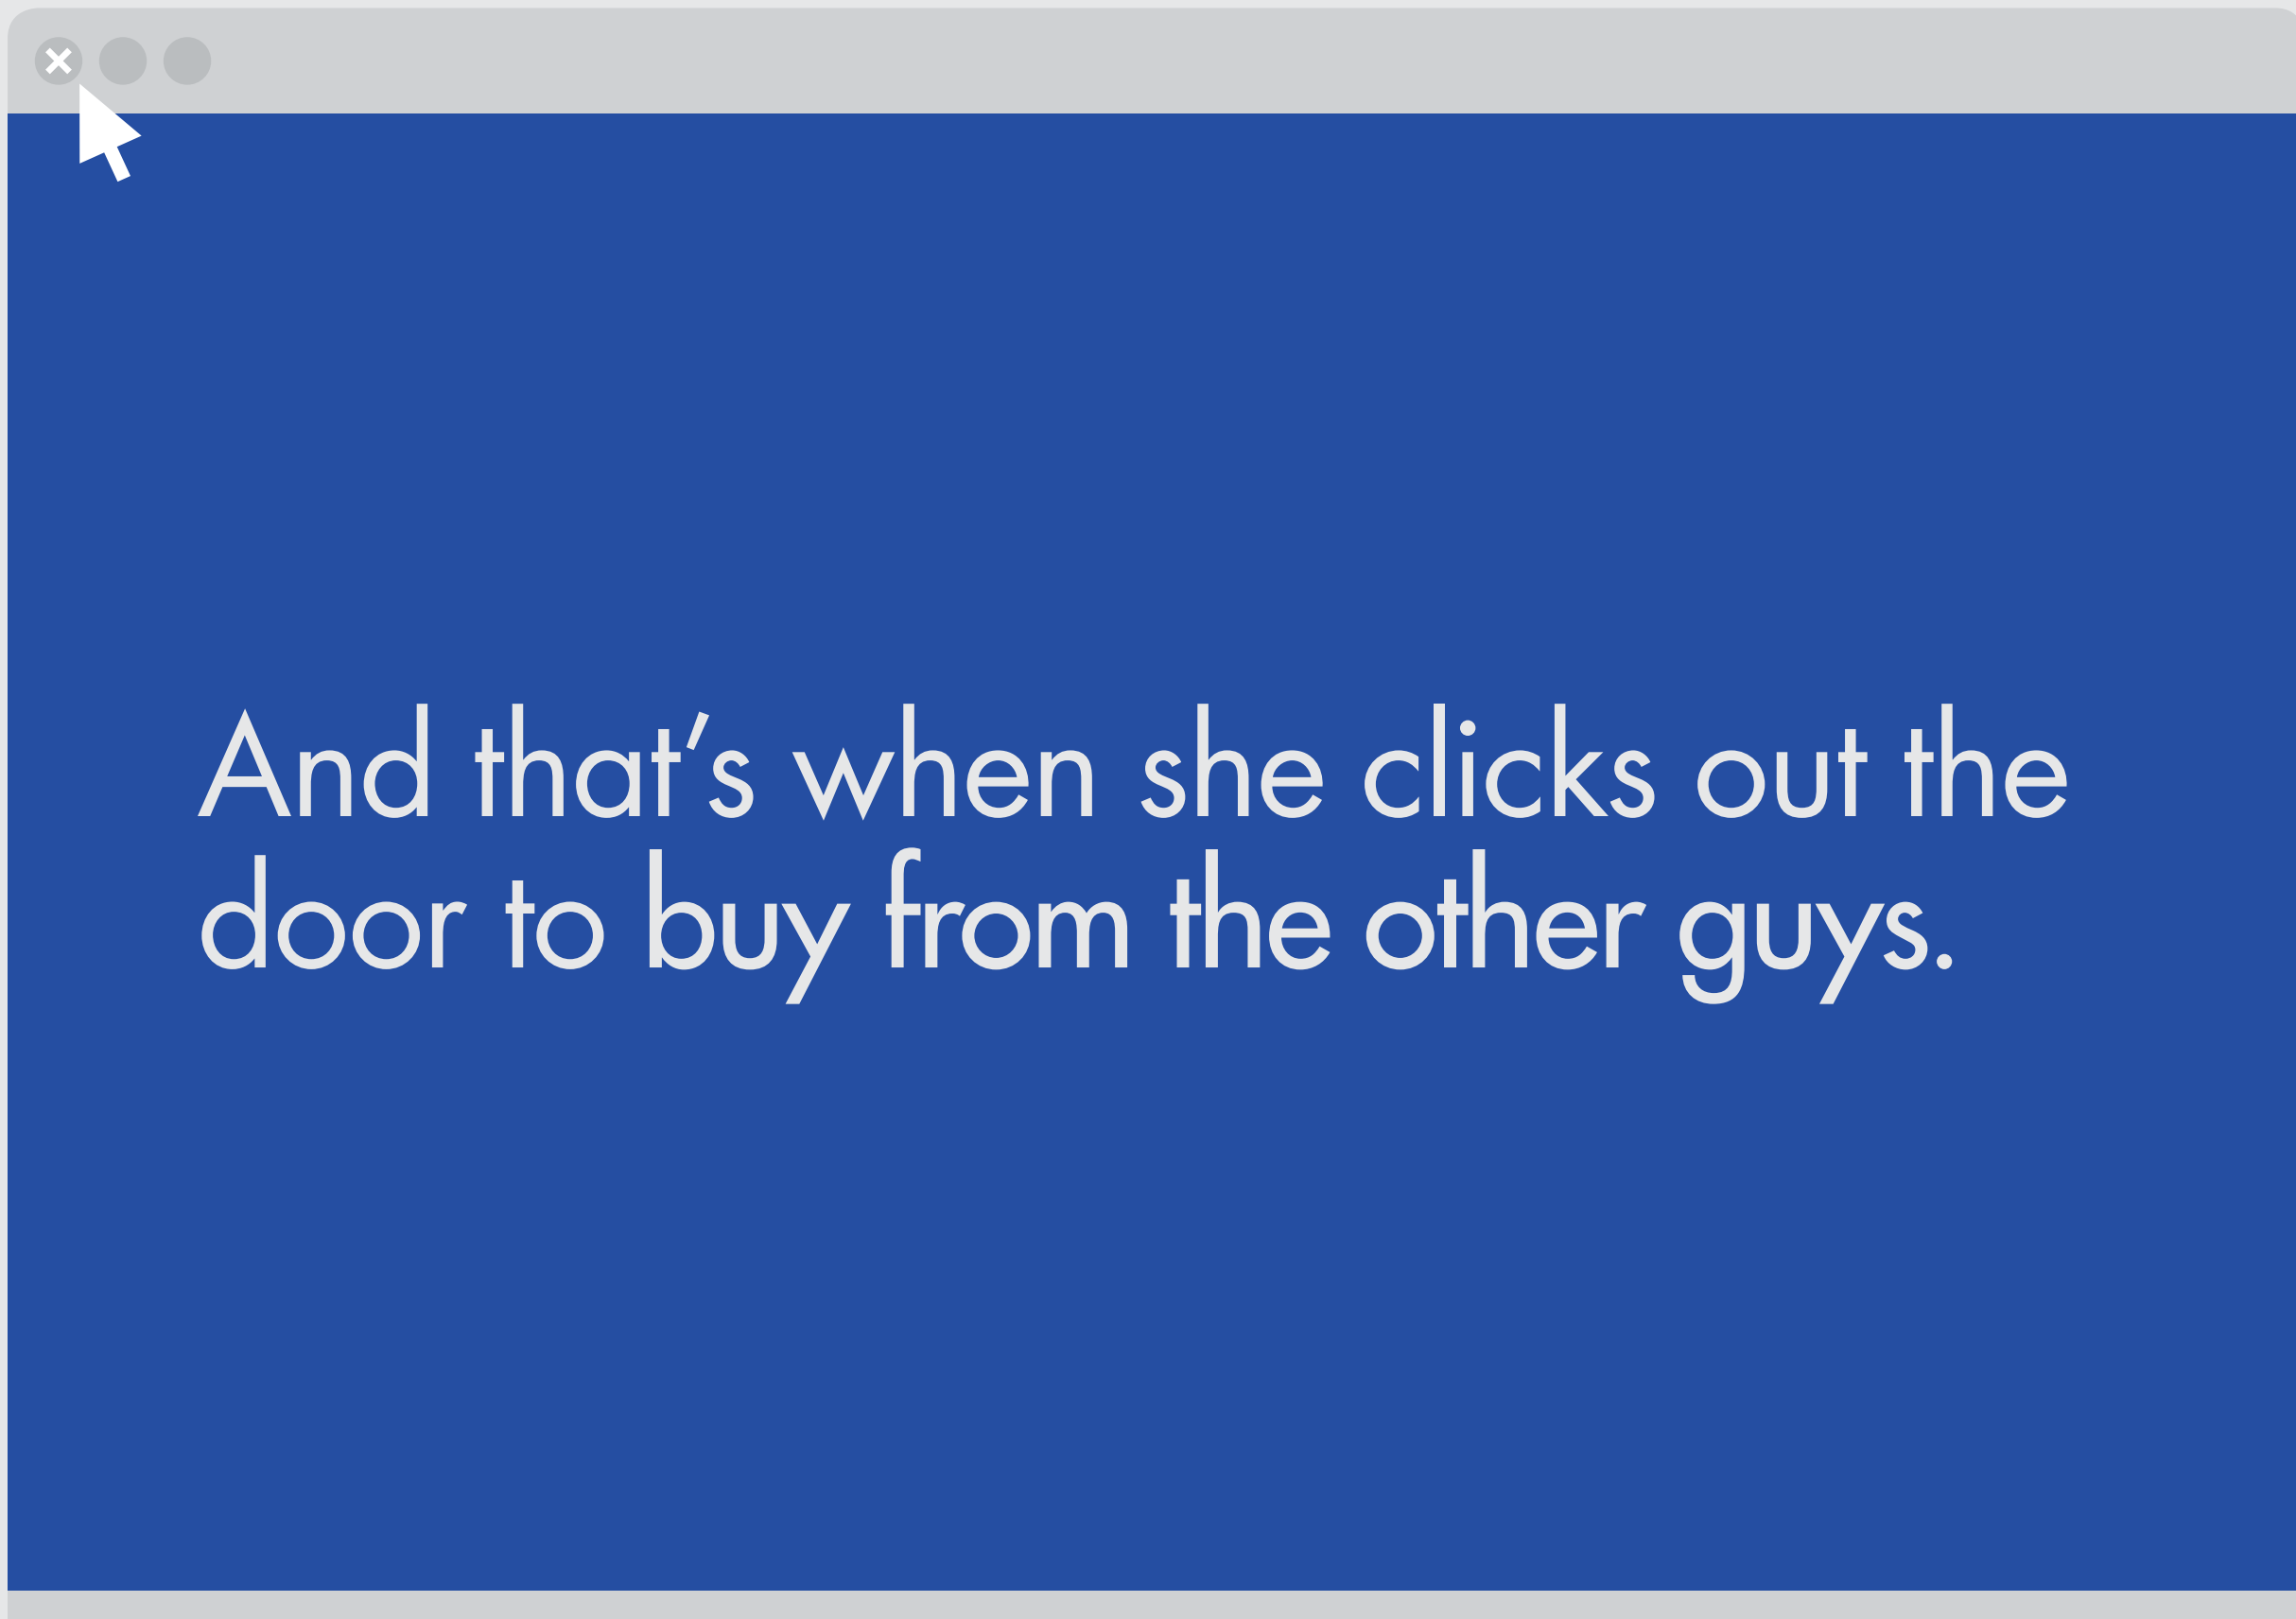 And that’s when she clicks out the
door to buy from the other guys.